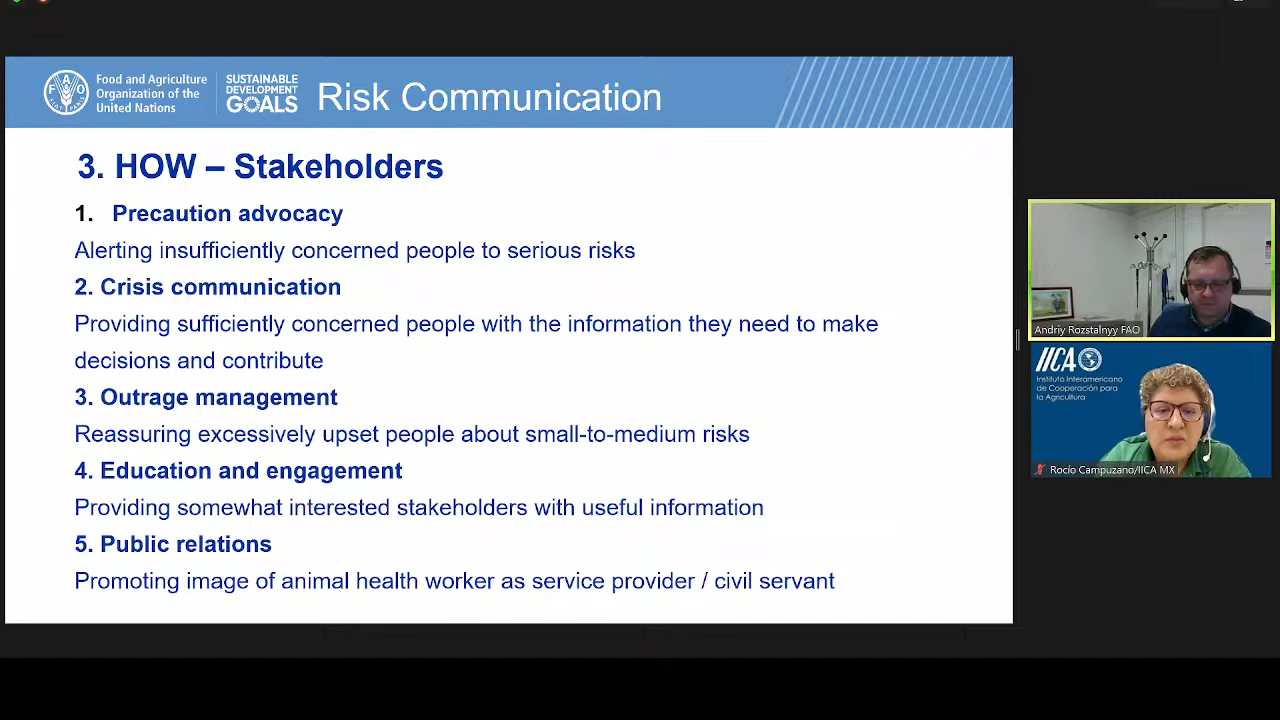 Food and Agriculture
Organization of the
United Nations
SUSTAINABLE
DEVELOPMENT
GOALS
Risk Communication
3. HOW – Stakeholders
1. Precaution advocacy
Alerting insufficiently concerned people to serious risks
2. Crisis communication
Providing sufficiently concerned people with the information they need to make
decisions and contribute
3. Outrage management
Reassuring excessively upset people about small-to-medium risks
4. Education and engagement
Providing somewhat interested stakeholders with useful information
5. Public relations
Promoting image of animal health worker as service provider / civil servant
Andriy Rozstalnyy FAO
IICA
Instituto Interamericano
de Cooperación para
la Agricultura
Rocío Campuzano/IICA MX